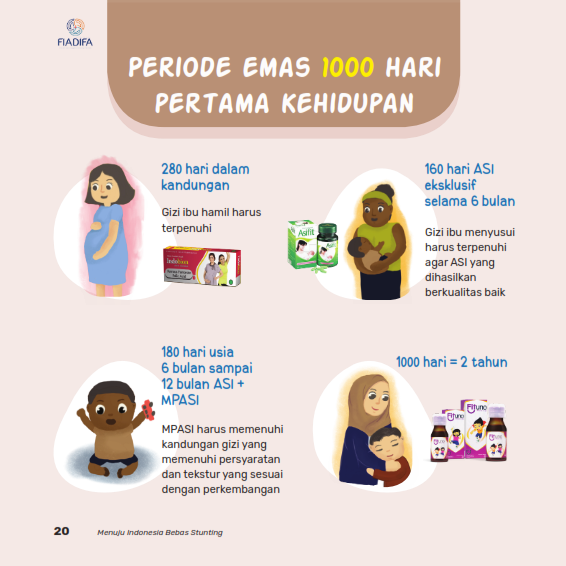 FIADIFA
PERIODE EMAS 1000 HARI
PERTAMA KEHIDUPAN
280 hari dalam
kandungan
Gizi ibu hamil harus
terpenuhi
160 hari ASI
eksklusif
selama 6 bulan
Asifit
Gizi ibu menyusui
harus terpenuhi
agar ASI yang
dihasilkan
berkualitas baik
180 hari usia
6 bulan sampai
12 bulan ASI +
MPASI
MPASI harus memenuhi
kandungan gizi yang
memenuhi persyaratan
dan tekstur yang sesuai
dengan perkembangan
1000 hari = 2 tahun
Fituno
20
Menuju Indonesia Bebas Stunting